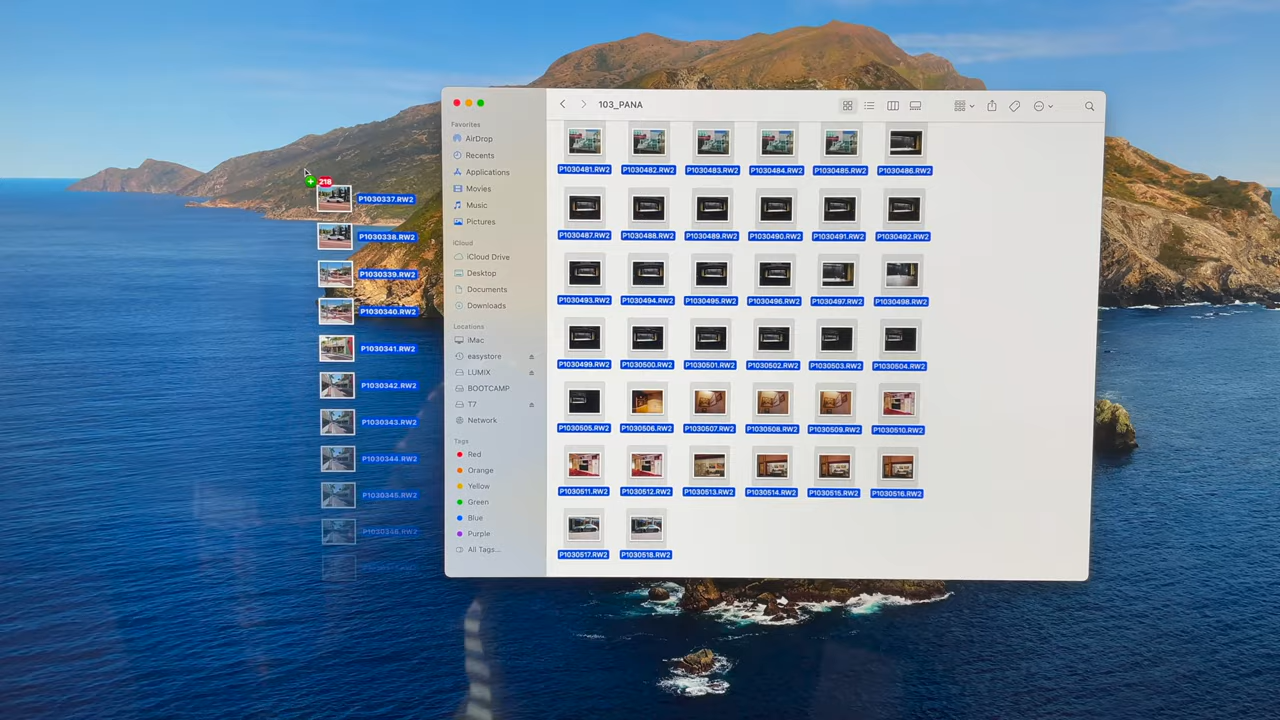 103_PANA
Favorites
AirDrop
Recents
Applications
Movies
Music
Pictures
iCloud
iCloud Drive
Desktop
Documents
Downloads
Locations
iMac
easystore
LUMIX
BOOTCAMP
T7
Network
Tags
Red
Orange
Yellow
Green
Blue
Purple
All Tags...
218
P1030337.RW2
P1030338.RW2
P1030339.RW2
P1030340.RW2
P1030341.RW2
P1030342.RW2
P1030343.RW2
P1030344.RW2
P1030345.RW2
P1030346.RW2
P1030481.RW2 P1030482.RW2 P1030483.RW2 P1030484.RW2 P1030485.RW2 P1030486.RW2
P1030487.RW2 P1030488.RW2 P1030489.RW2 P1030490.RW2 P1030491.RW2 P1030492.RW2
P1030493.RW2 P1030494.RW2 P1030495.RW2 P1030496.RW2 P1030497.RW2 P1030498.RW2
P1030499.RW2 P1030500.RW2 P1030501.RW2 P1030502.RW2 P1030503.RW2 P1030504.RW2
P1030505.RW2 P1030506.RW2 P1030507.RW2 P1030508.RW2 P1030509.RW2 P1030510.RW2
P1030511.RW2 P1030512.RW2 P1030513.RW2 P1030514.RW2 P1030515.RW2 P1030516.RW2
P1030517.RW2 P1030518.RW2